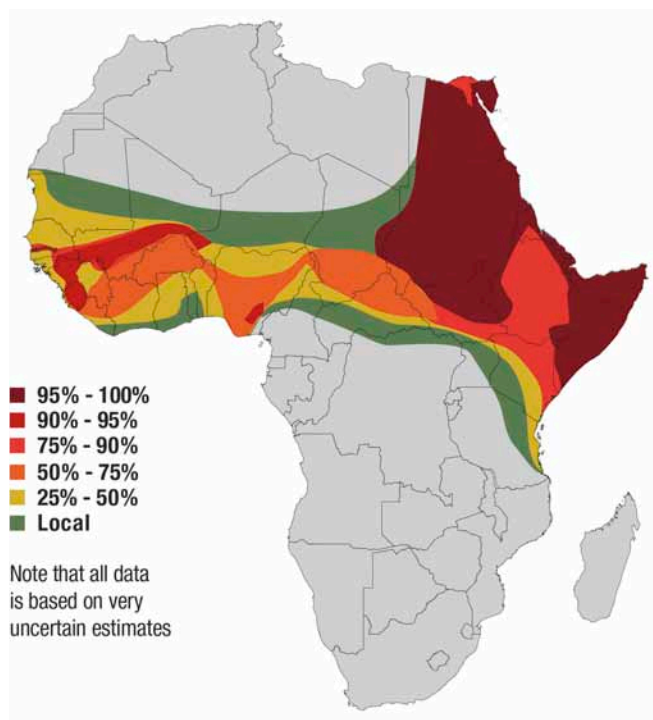 95% - 100%
90% - 95%
75% - 90%
50% - 75%
25% - 50%
Local
Note that all data
is based on very
uncertain estimates